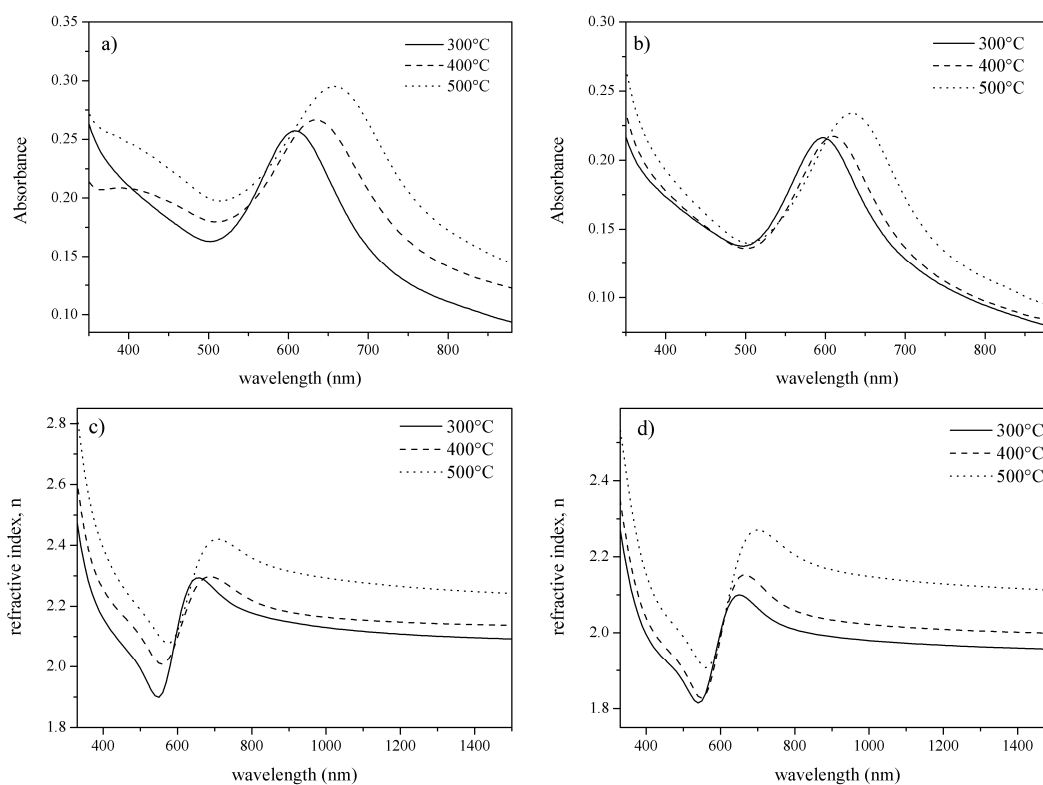 a)
300°C
400°C
500°C
0.35
0.30
0.25
0.20
0.15
0.10
Absorbance
400 500 600 700 800
wavelength (nm)
b)
300°C
400°C
500°C
0.30
0.25
0.20
0.15
0.10
Absorbance
400 500 600 700 800
wavelength (nm)
c)
300°C
400°C
500°C
2.8
2.6
2.4
2.2
2.0
1.8
refractive index, n
400 600 800 1000 1200 1400
wavelength (nm)
d)
300°C
400°C
500°C
2.4
2.2
2.0
1.8
refractive index, n
400 600 800 1000 1200 1400
wavelength (nm)